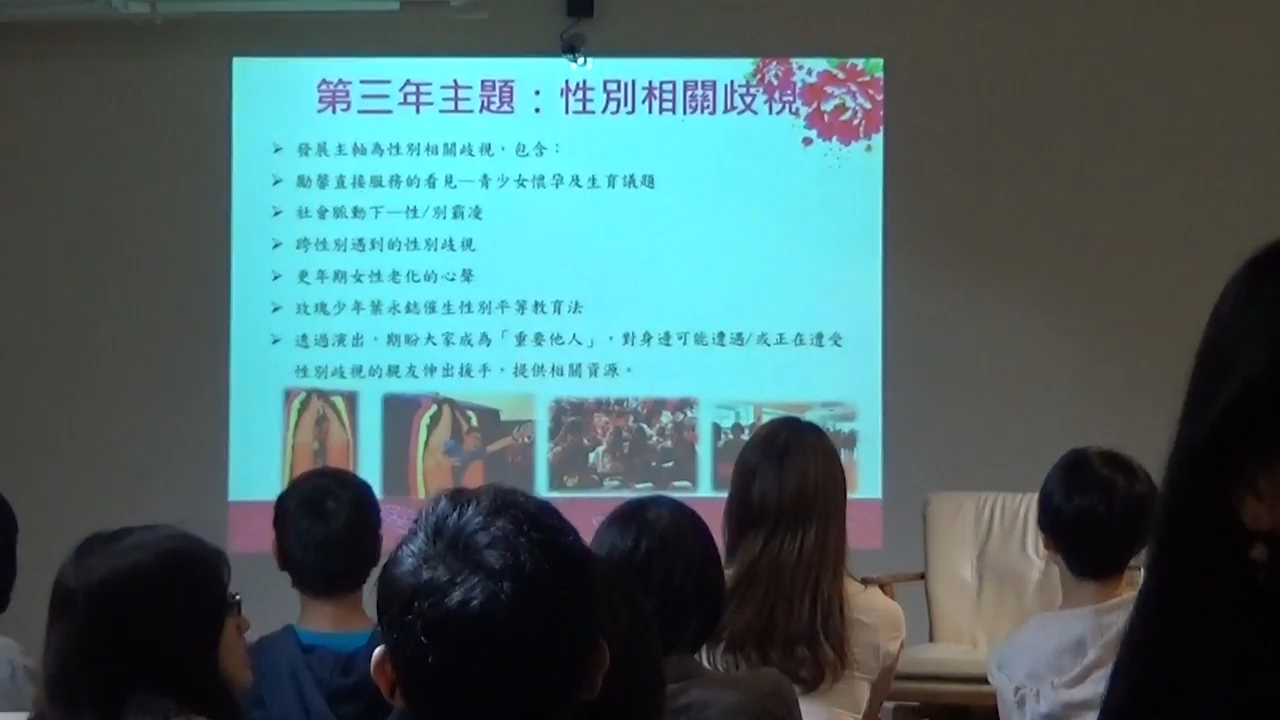 第三年主題：性別相關歧視
➢ 發展主軸為性別相關歧視，包含：
➢ 勵馨直接服務的看見─青少女懷孕及生育議題
➢ 社會脈動下─性/別霸凌
➢ 跨性別遇到的性別歧視
➢ 更年期女性老化的心聲
➢ 玫瑰少年葉永鋕催生性別平等教育法
➢ 透過演出，期盼大家成為「重要他人」，對身邊可能遭遇/或正在遭受
性別歧視的親友伸出援手，提供相關資源。